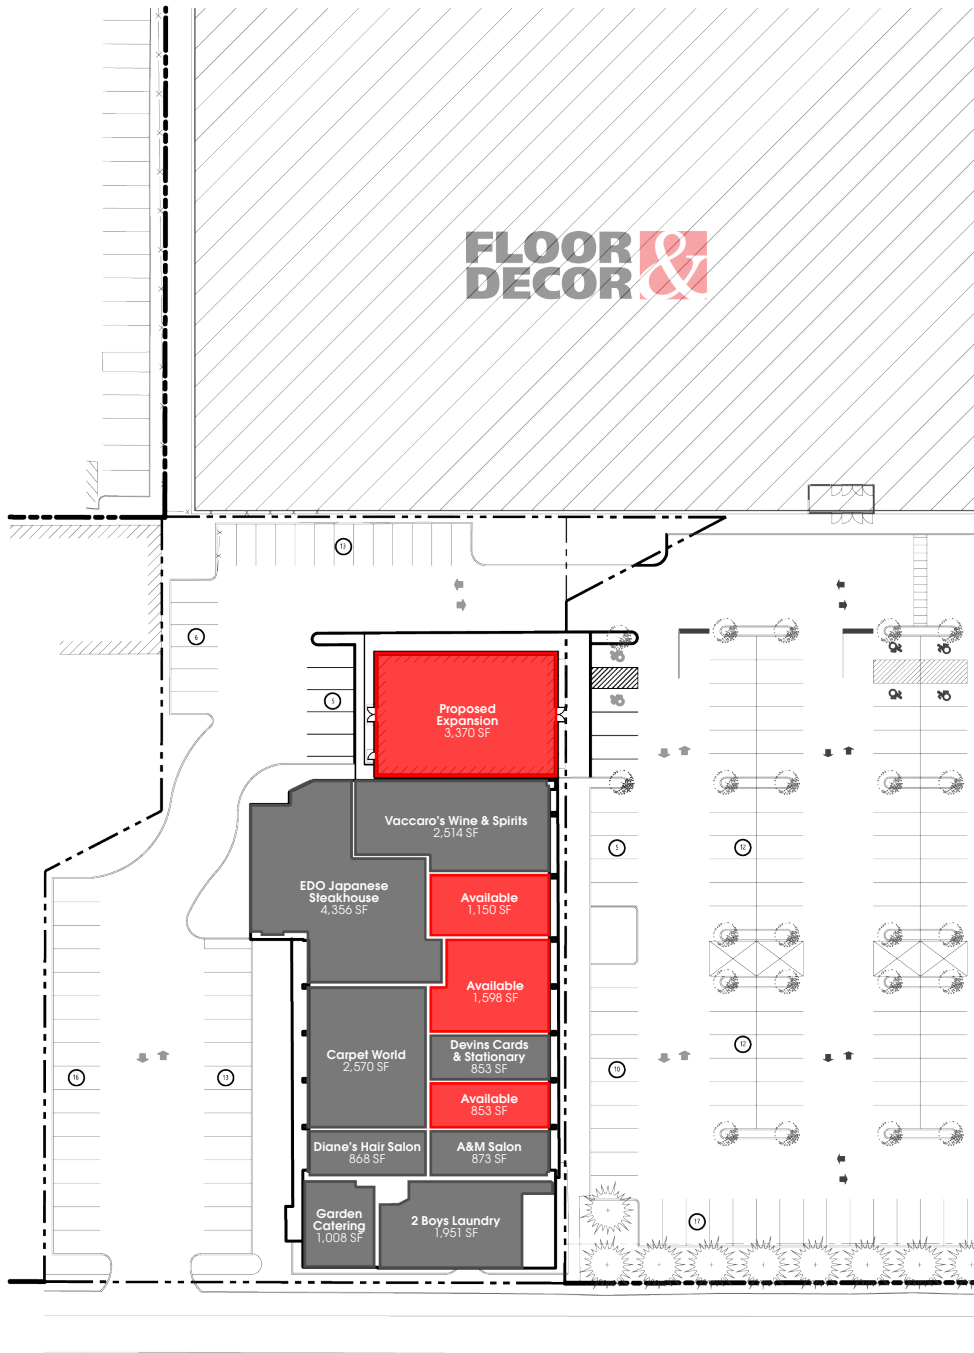 FLOOR &
DECOR
13
6
5
Proposed
Expansion
3,370 SF
Vaccaro's Wine & Spirits
2,514 SF
5
12
EDO Japanese
Steakhouse
4,356 SF
Available
1,150 SF
Available
1,598 SF
Devins Cards
& Stationary
853 SF
12
Carpet World
2,570 SF
10
16
13
Available
853 SF
Diane's Hair Salon
868 SF
A&M Salon
873 SF
Garden
Catering
1,008 SF
2 Boys Laundry
1,951 SF
17